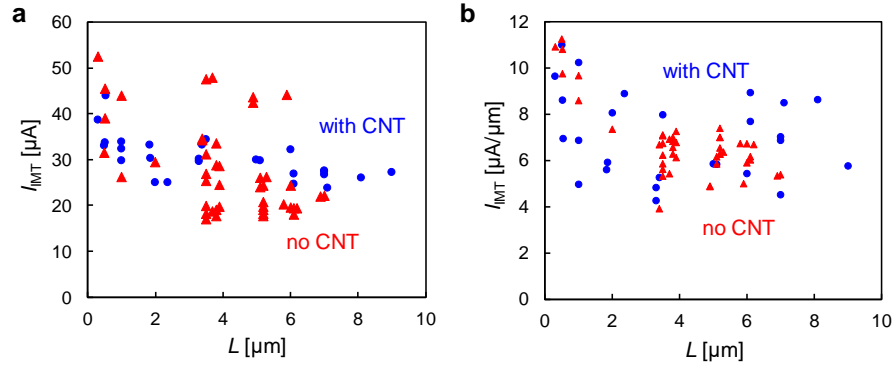 a
60
50
40
30
20
10
0
I_IMT [µA]
with CNT
no CNT
0 2 4 6 8 10
L [µm]
b
12
10
8
6
4
2
0
I_IMT [µA/µm]
with CNT
no CNT
0 2 4 6 8 10
L [µm]